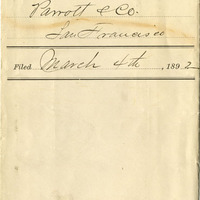 Parrott & Co.
San Francisco
Filed March 4th, 1892